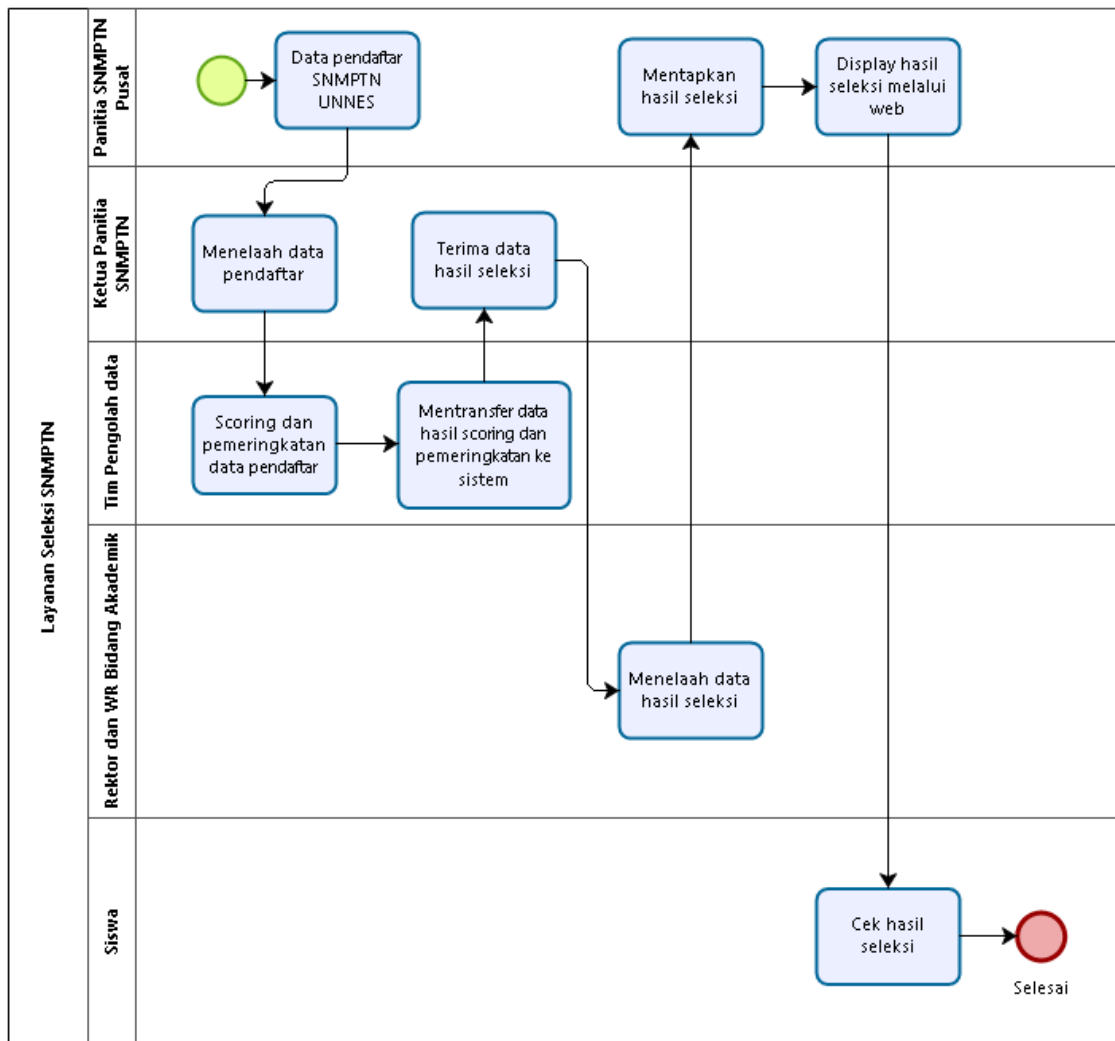 Layanan Seleksi SNMPTN
Panitia SNMPTN
Pusat
Data pendaftar
SNMPTN
UNNES
Mentapkan
hasil seleksi
Display hasil
seleksi melalui
web
Ketua Panitia
SNMPTN
Menelaah data
pendaftar
Terima data
hasil seleksi
Tim Pengolah data
Scoring dan
pemeringkatan
data pendaftar
Mentransfer data
hasil scoring dan
pemeringkatan ke
sistem
Rektor dan WR Bidang Akademik
Menelaah data
hasil seleksi
Siswa
Cek hasil
seleksi
Selesai